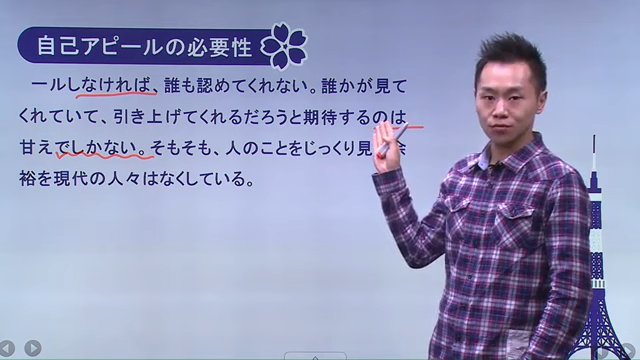 自己アピールの必要性
ールしなければ、誰も認めてくれない。誰かが見て
くれていて、引き上げてくれるだろうと期待するのは
甘えでしかない。そもそも、人のことをじっくり見
裕を現代の人々はなくしている。